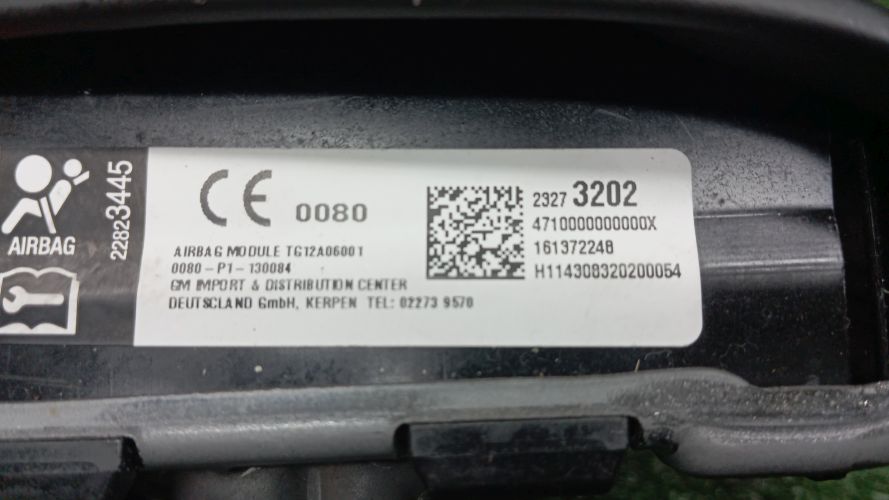 AIRBAG
22823445
CE 0080
AIRBAG MODULE TG12A06001
0080-P1-130084
GM IMPORT & DISTRIBUTION CENTER
DEUTSCLAND GmbH, KERPEN TEL: 02273 9570
2327 3202
4710000000000X
161372248
H114308320200054